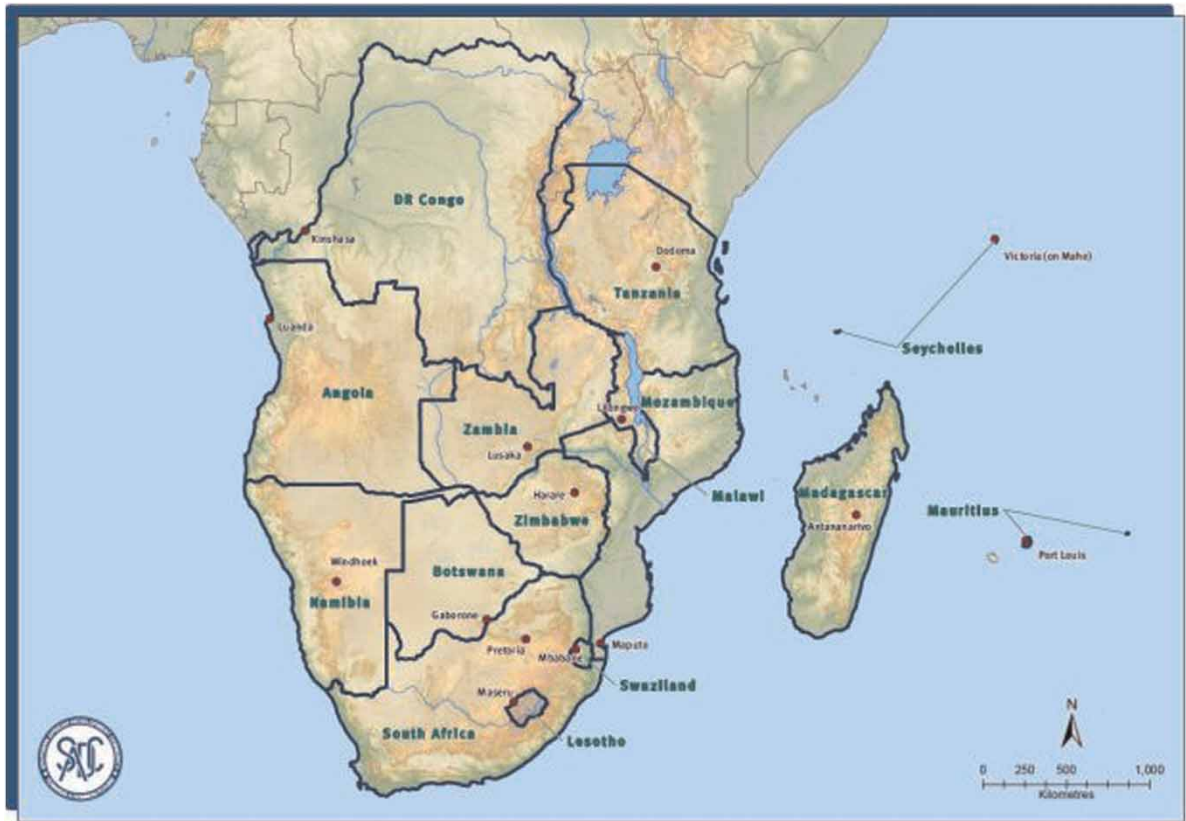 DR Congo
Kinshasa
Dodoma
Victoria (on Mahe)
Tanzania
Luanda
Seychelles
Angola
Mozambique
Lilongwe
Zambia
Lusaka
Malawi
Harare
Madagascar
Zimbabwe
Mauritius
Antananarivo
Port Louis
Windhoek
Botswana
Namibia
Gaborone
Pretoria
Maputo
Mbabane
Swaziland
Maseru
South Africa
Lesotho
N
SADC
0 250 500 1,000
Kilometres